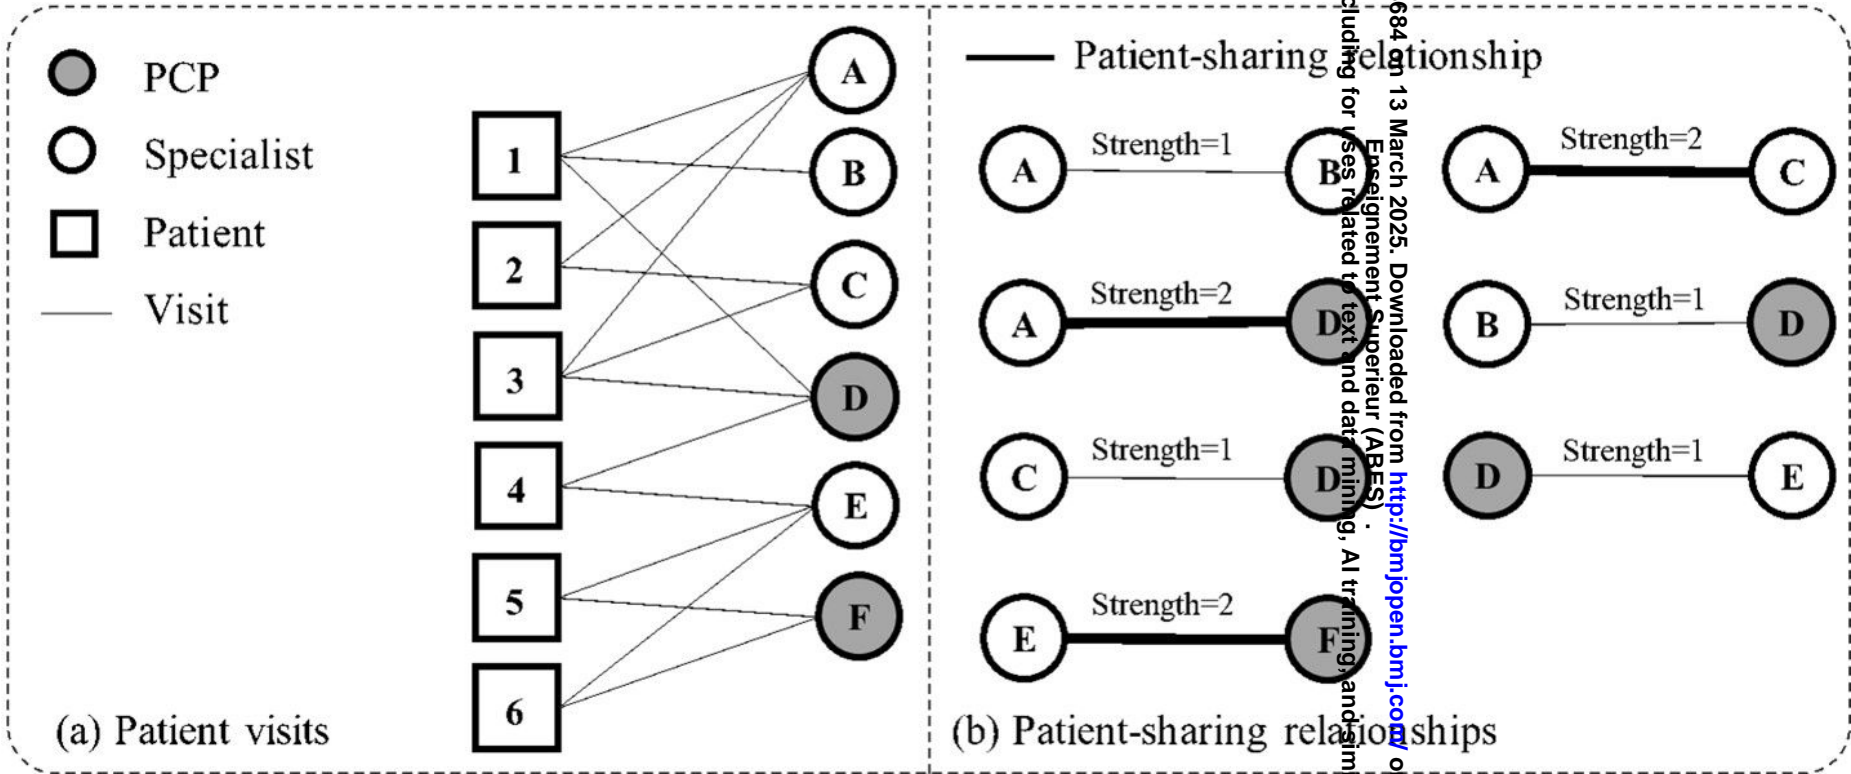 PCP
Specialist
Patient
Visit
1
2
3
4
5
6
A
B
C
D
E
F
(a) Patient visits
Patient-sharing relationship
A Strength=1 B
A Strength=2 C
A Strength=2 D
B Strength=1 D
C Strength=1 D
D Strength=1 E
E Strength=2 F
(b) Patient-sharing relationships
684 on 13 March 2025. Downloaded from http://bmjopen.bmj.com/
Enseignement Superieur (ABES) .
cluding for uses related to text and data mining, AI training, and sim